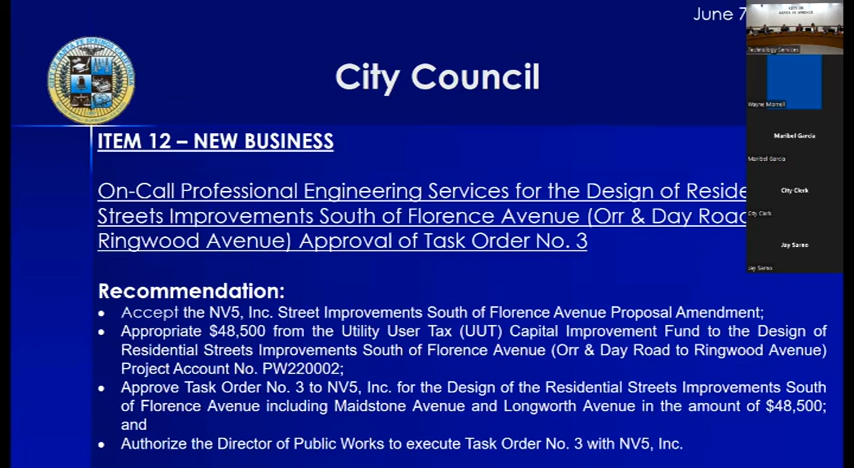 June 7
City Council
ITEM 12 – NEW BUSINESS
On-Call Professional Engineering Services for the Design of Reside
Streets Improvements South of Florence Avenue (Orr & Day Road
Ringwood Avenue) Approval of Task Order No. 3
Recommendation:
• Accept the NV5, Inc. Street Improvements South of Florence Avenue Proposal Amendment;
• Appropriate $48,500 from the Utility User Tax (UUT) Capital Improvement Fund to the Design of
Residential Streets Improvements South of Florence Avenue (Orr & Day Road to Ringwood Avenue)
Project Account No. PW220002;
• Approve Task Order No. 3 to NV5, Inc. for the Design of the Residential Streets Improvements South
of Florence Avenue including Maidstone Avenue and Longworth Avenue in the amount of $48,500;
and
• Authorize the Director of Public Works to execute Task Order No. 3 with NV5, Inc.
CITY OF
Technology Services
Wayne Morrell
Maribel Garcia
Maribel Garcia
City Clerk
City Clerk
Jay Sarno
Jay Sarno